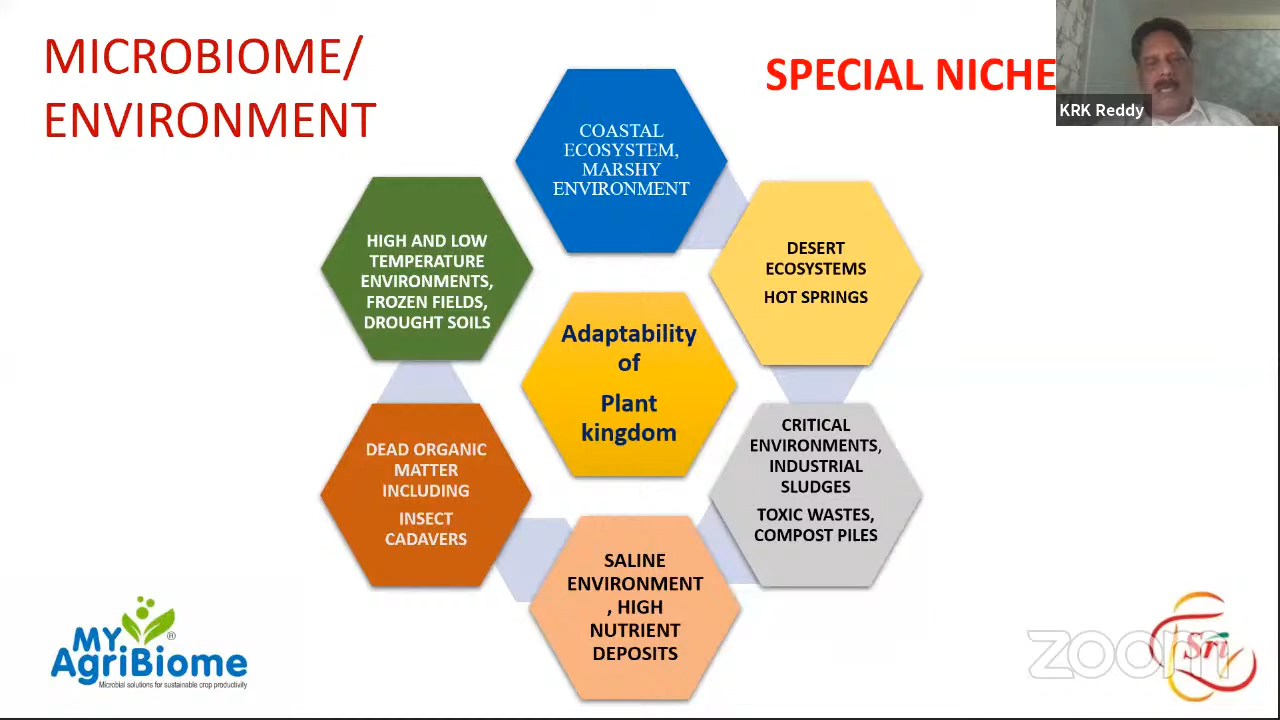 MICROBIOME/
ENVIRONMENT
SPECIAL NICHE
KRK Reddy
COASTAL
ECOSYSTEM,
MARSHY
ENVIRONMENT
DESERT
ECOSYSTEMS
HOT SPRINGS
CRITICAL
ENVIRONMENTS,
INDUSTRIAL
SLUDGES
TOXIC WASTES,
COMPOST PILES
SALINE
ENVIRONMENT
, HIGH
NUTRIENT
DEPOSITS
DEAD ORGANIC
MATTER
INCLUDING
INSECT
CADAVERS
HIGH AND LOW
TEMPERATURE
ENVIRONMENTS,
FROZEN FIELDS,
DROUGHT SOILS
Adaptability
of
Plant
kingdom
MY
AgriBiome
®
Microbial solutions for sustainable crop productivity
zoom
Sri